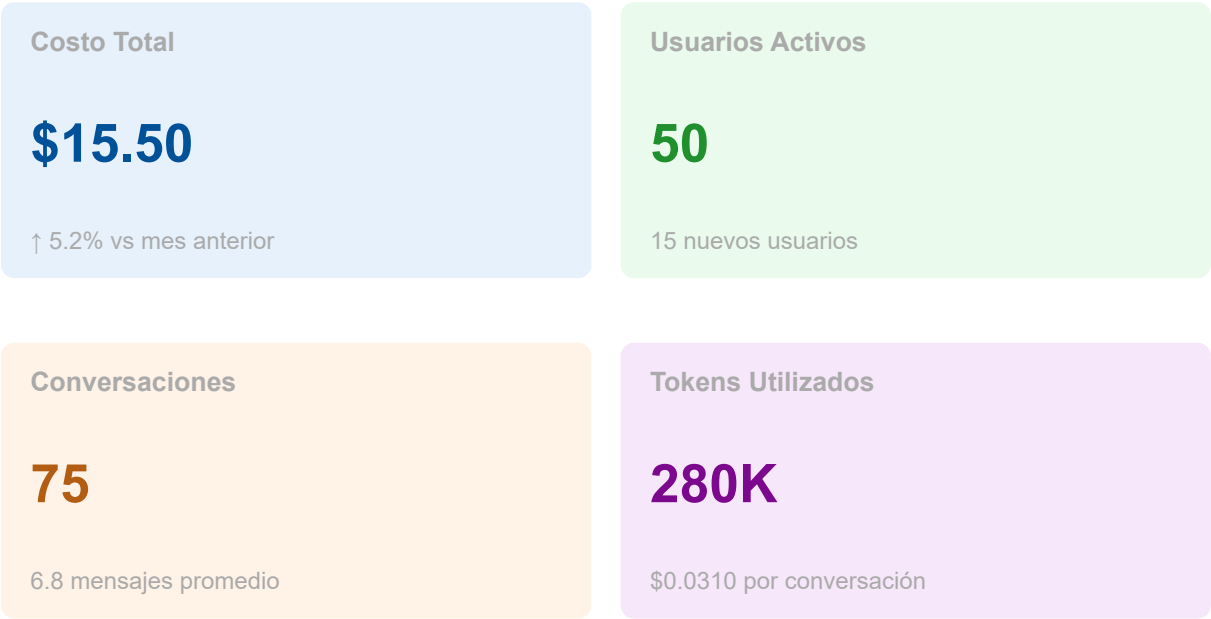 Costo Total
$15.50
↑ 5.2% vs mes anterior
Usuarios Activos
50
15 nuevos usuarios
Conversaciones
75
6.8 mensajes promedio
Tokens Utilizados
280K
$0.0310 por conversación